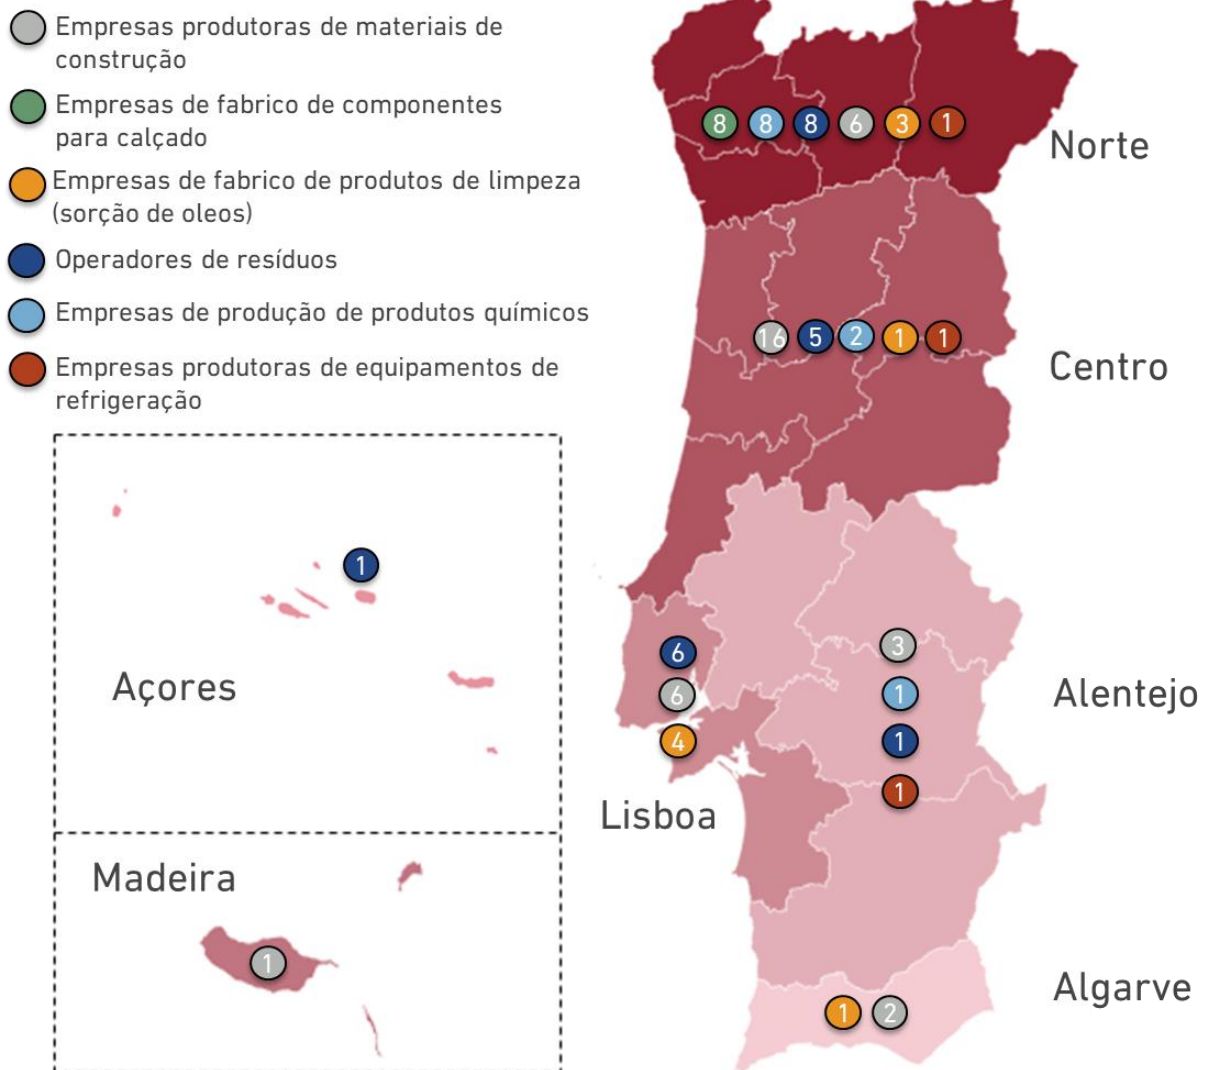 Empresas produtoras de materiais de
construção
Empresas de fabrico de componentes
para calçado
Empresas de fabrico de produtos de limpeza
(sorção de oleos)
Operadores de resíduos
Empresas de produção de produtos químicos
Empresas produtoras de equipamentos de
refrigeração
8 8 8 6 3 1
Norte
16 5 2 1 1
Centro
1
Açores
6
6
4
Lisboa
3
1
1
1
Alentejo
Madeira
1
1 2
Algarve